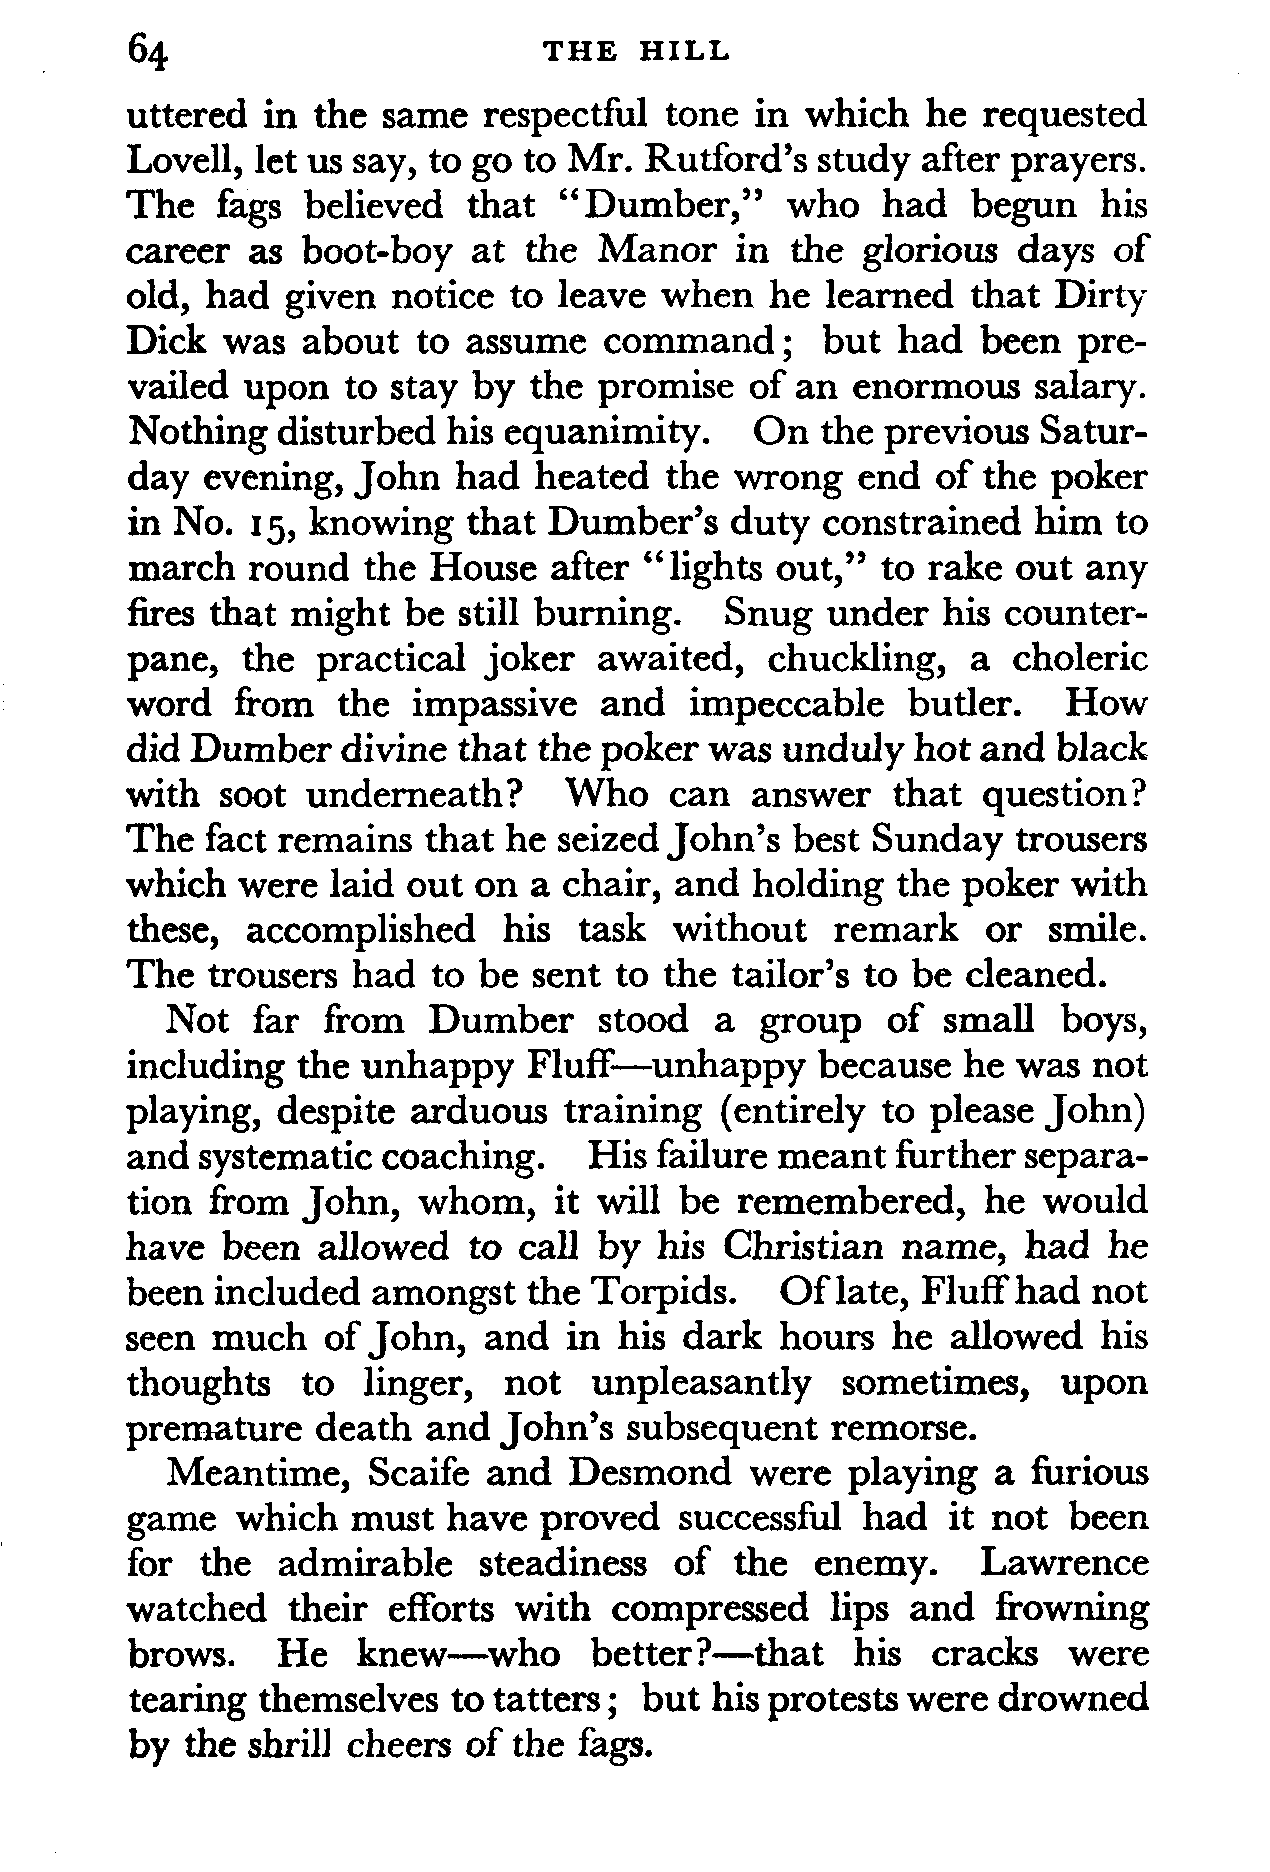 64 THE HILL
uttered in the same respectful tone in which he requested
Lovell, let us say, to go to Mr. Rutford's study after prayers.
The fags believed that "Dumber," who had begun his
career as boot-boy at the Manor in the glorious days of
old, had given notice to leave when he learned that Dirty
Dick was about to assume command; but had been pre-
vailed upon to stay by the promise of an enormous salary.
Nothing disturbed his equanimity. On the previous Satur-
day evening, John had heated the wrong end of the poker
in No. 15, knowing that Dumber's duty constrained him to
march round the House after "lights out," to rake out any
fires that might be still burning. Snug under his counter-
pane, the practical joker awaited, chuckling, a choleric
word from the impassive and impeccable butler. How
did Dumber divine that the poker was unduly hot and black
with soot underneath? Who can answer that question?
The fact remains that he seized John's best Sunday trousers
which were laid out on a chair, and holding the poker with
these, accomplished his task without remark or smile.
The trousers had to be sent to the tailor's to be cleaned.
Not far from Dumber stood a group of small boys,
including the unhappy Fluff—unhappy because he was not
playing, despite arduous training (entirely to please John)
and systematic coaching. His failure meant further separa-
tion from John, whom, it will be remembered, he would
have been allowed to call by his Christian name, had he
been included amongst the Torpids. Of late, Fluff had not
seen much of John, and in his dark hours he allowed his
thoughts to linger, not unpleasantly sometimes, upon
premature death and John's subsequent remorse.
Meantime, Scaife and Desmond were playing a furious
game which must have proved successful had it not been
for the admirable steadiness of the enemy. Lawrence
watched their efforts with compressed lips and frowning
brows. He knew—who better?—that his cracks were
tearing themselves to tatters; but his protests were drowned
by the shrill cheers of the fags.